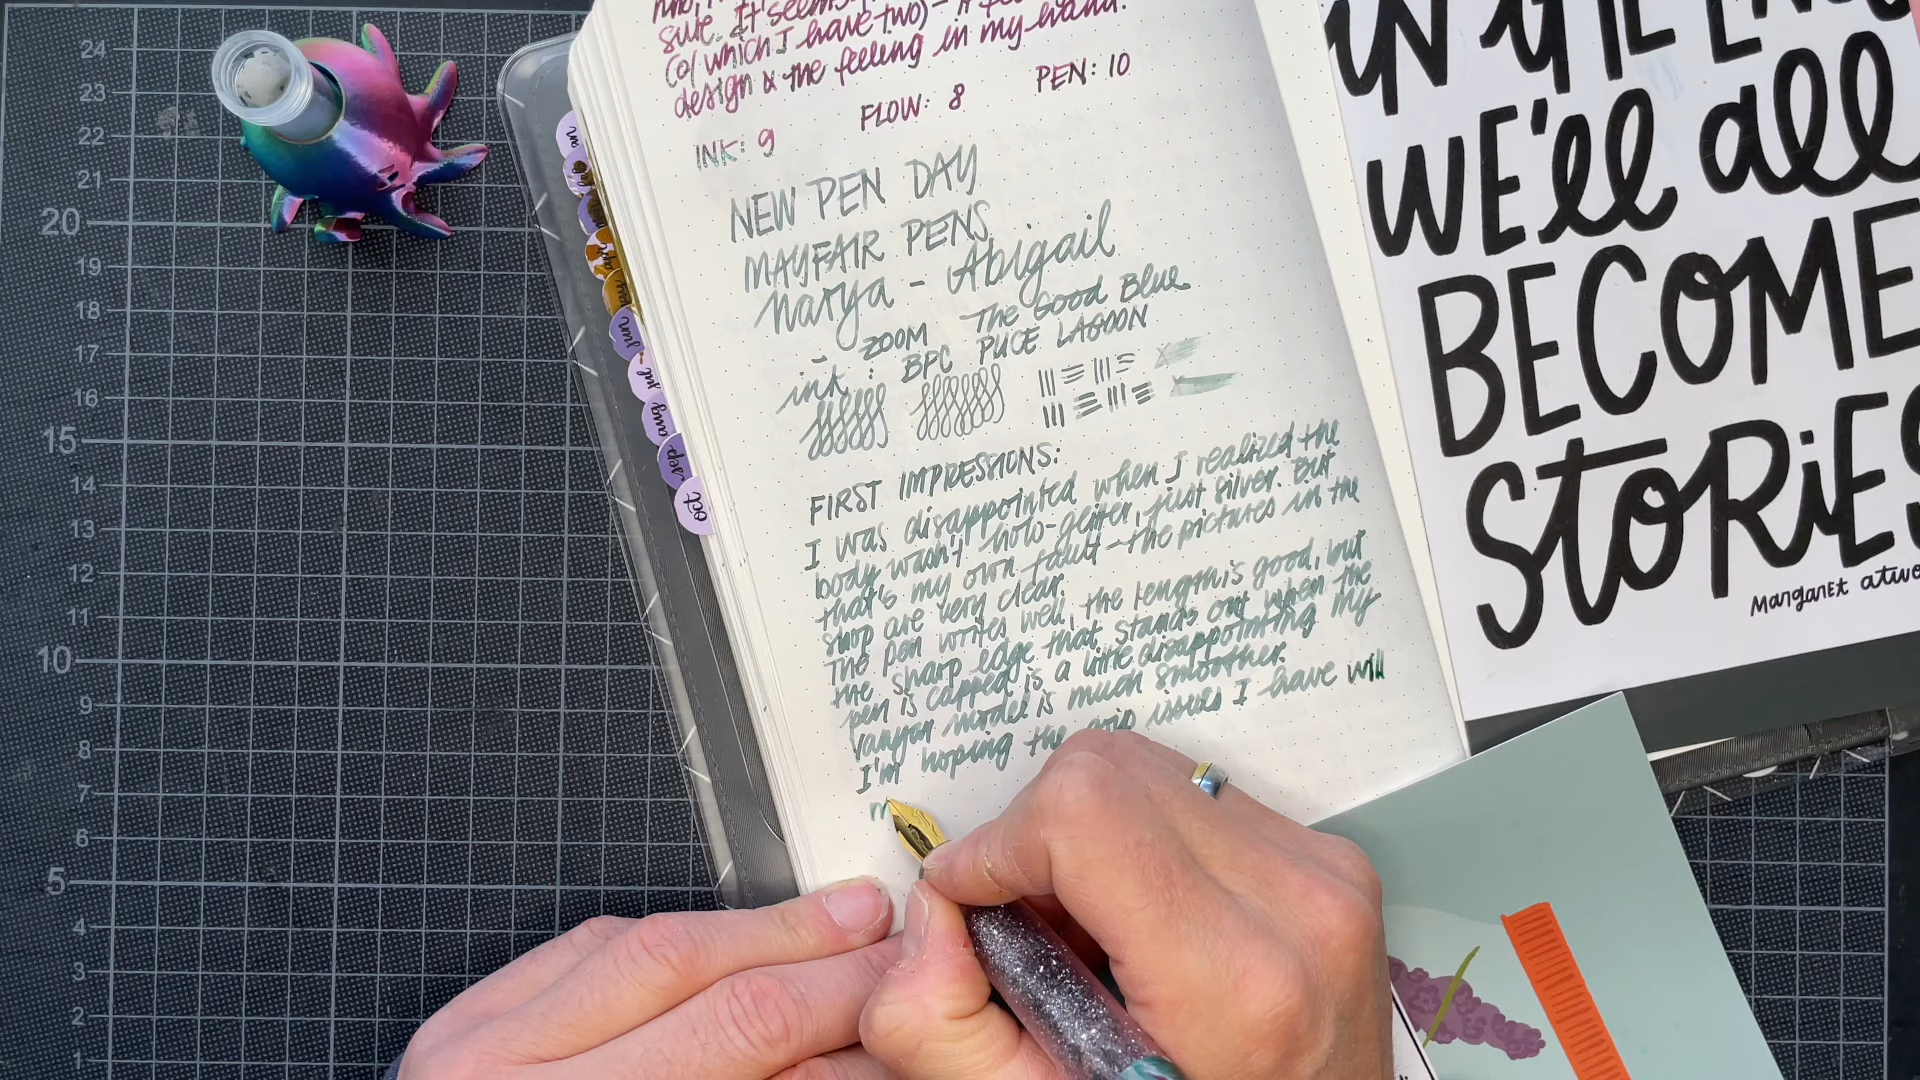 sure. It seems
(of which I have two) - a
design & the feeling in my hand.
INK: 9 FLOW: 8 PEN: 10
NEW PEN DAY
MAYFAIR PENS
Narya - Abigail
- ZOOM The Good Blue
ink: BPC PUCE LAGOON
FIRST IMPRESSIONS:
I was disappointed when I realized the
body wasn't holo-glitter, just silver. But
that's my own fault - the pictures in the
shop are very clear.
The pen writes well, the length is good, but
the sharp edge that stands out when the
pen is capped is a little disappointing my
model is much smoother.
I'm hoping the grip issues I have will
IN THE END
WE'll all
BECOME
STORIES
MARGARET atwo
jun
jul
aug
sep
oct
24
23
22
21
20
19
18
17
16
15
14
13
12
11
10
9
8
7
6
5
4
3
2
1